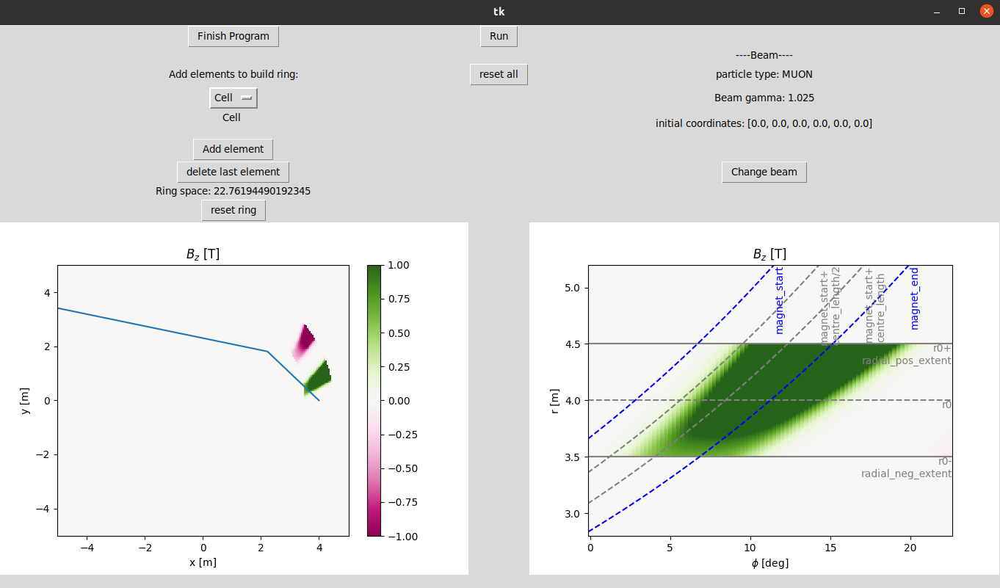 tk
Finish Program
Run
----Beam----
Add elements to build ring:
reset all
particle type: MUON
Cell
Beam gamma: 1.025
Cell
initial coordinates: [0.0, 0.0, 0.0, 0.0, 0.0, 0.0]
Add element
delete last element
Change beam
Ring space: 22.76194490192345
reset ring
B_z [T]
4
2
0
−2
−4
y [m]
−4
−2
0
2
4
x [m]
1.00
0.75
0.50
0.25
0.00
−0.25
−0.50
−0.75
−1.00
B_z [T]
5.0
4.5
4.0
3.5
3.0
r [m]
magnet_start
magnet_start+
centre_length/2
magnet_start+
centre_length
magnet_end
r0+
radial_pos_extent
r0
r0-
radial_neg_extent
0
5
10
15
20
ϕ [deg]